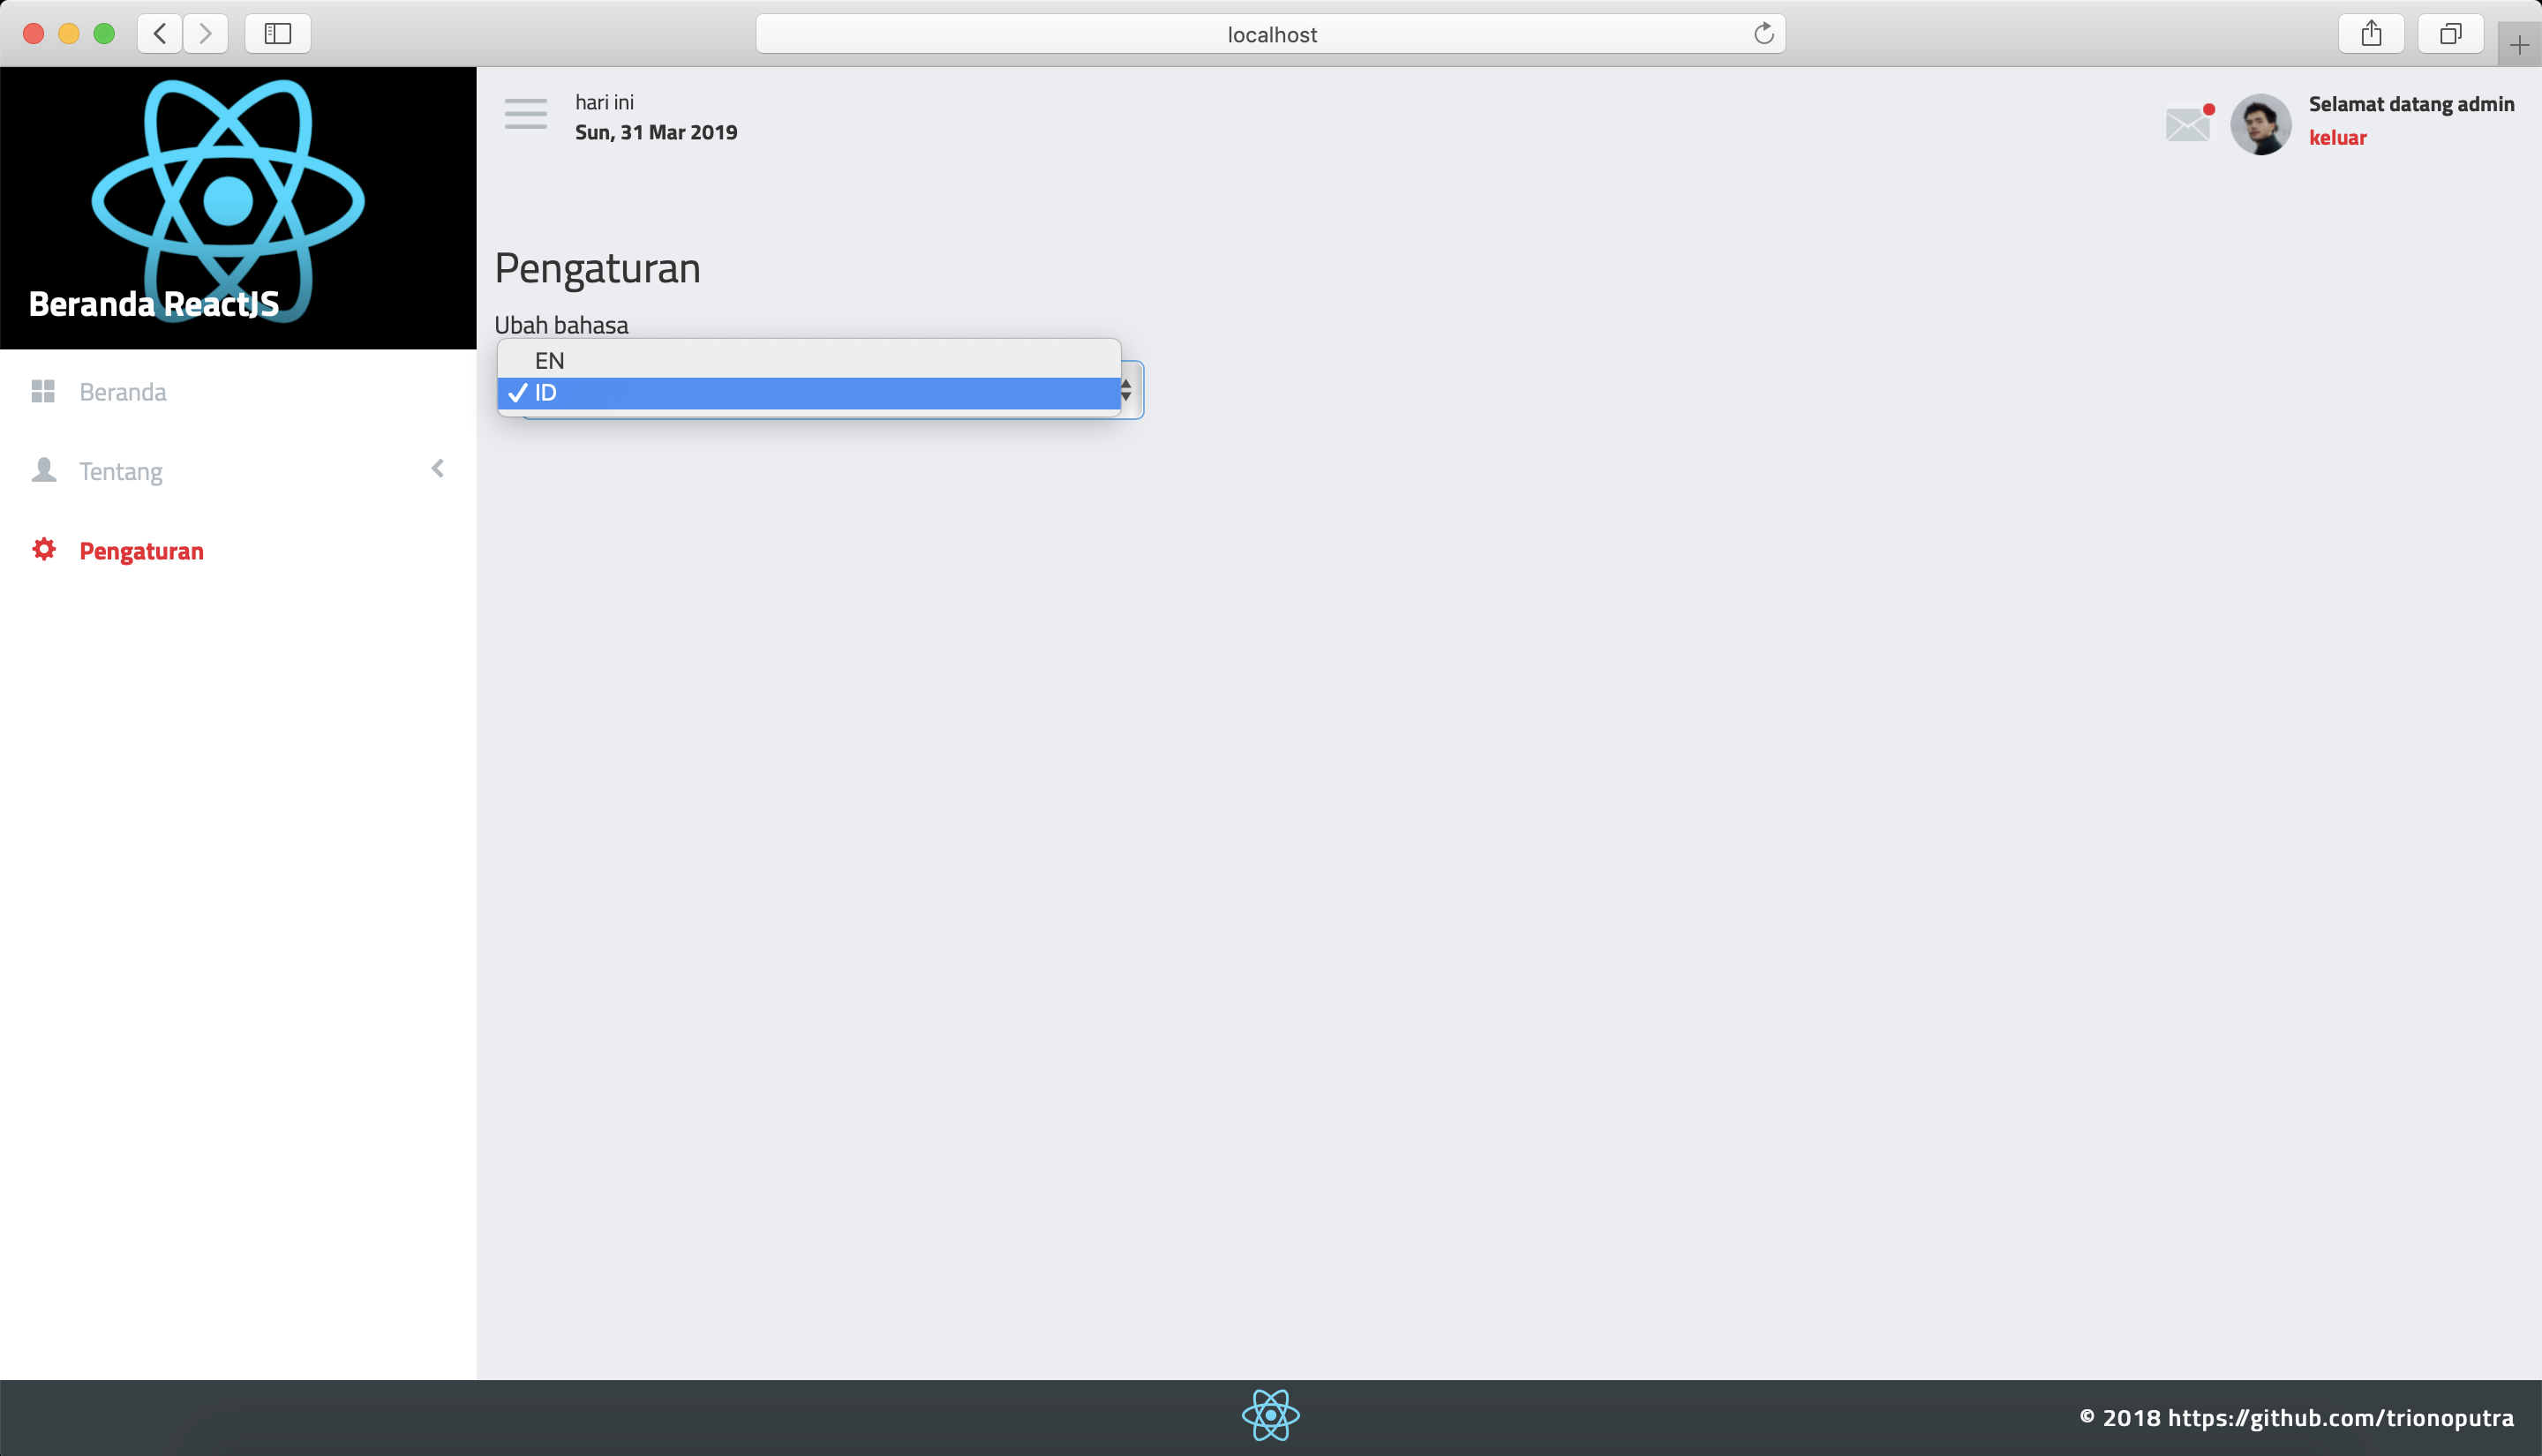 localhost
Beranda ReactJS
Beranda
Tentang
Pengaturan
hari ini
Sun, 31 Mar 2019
Selamat datang admin
keluar
Pengaturan
Ubah bahasa
EN
ID
© 2018 https://github.com/trionoputra